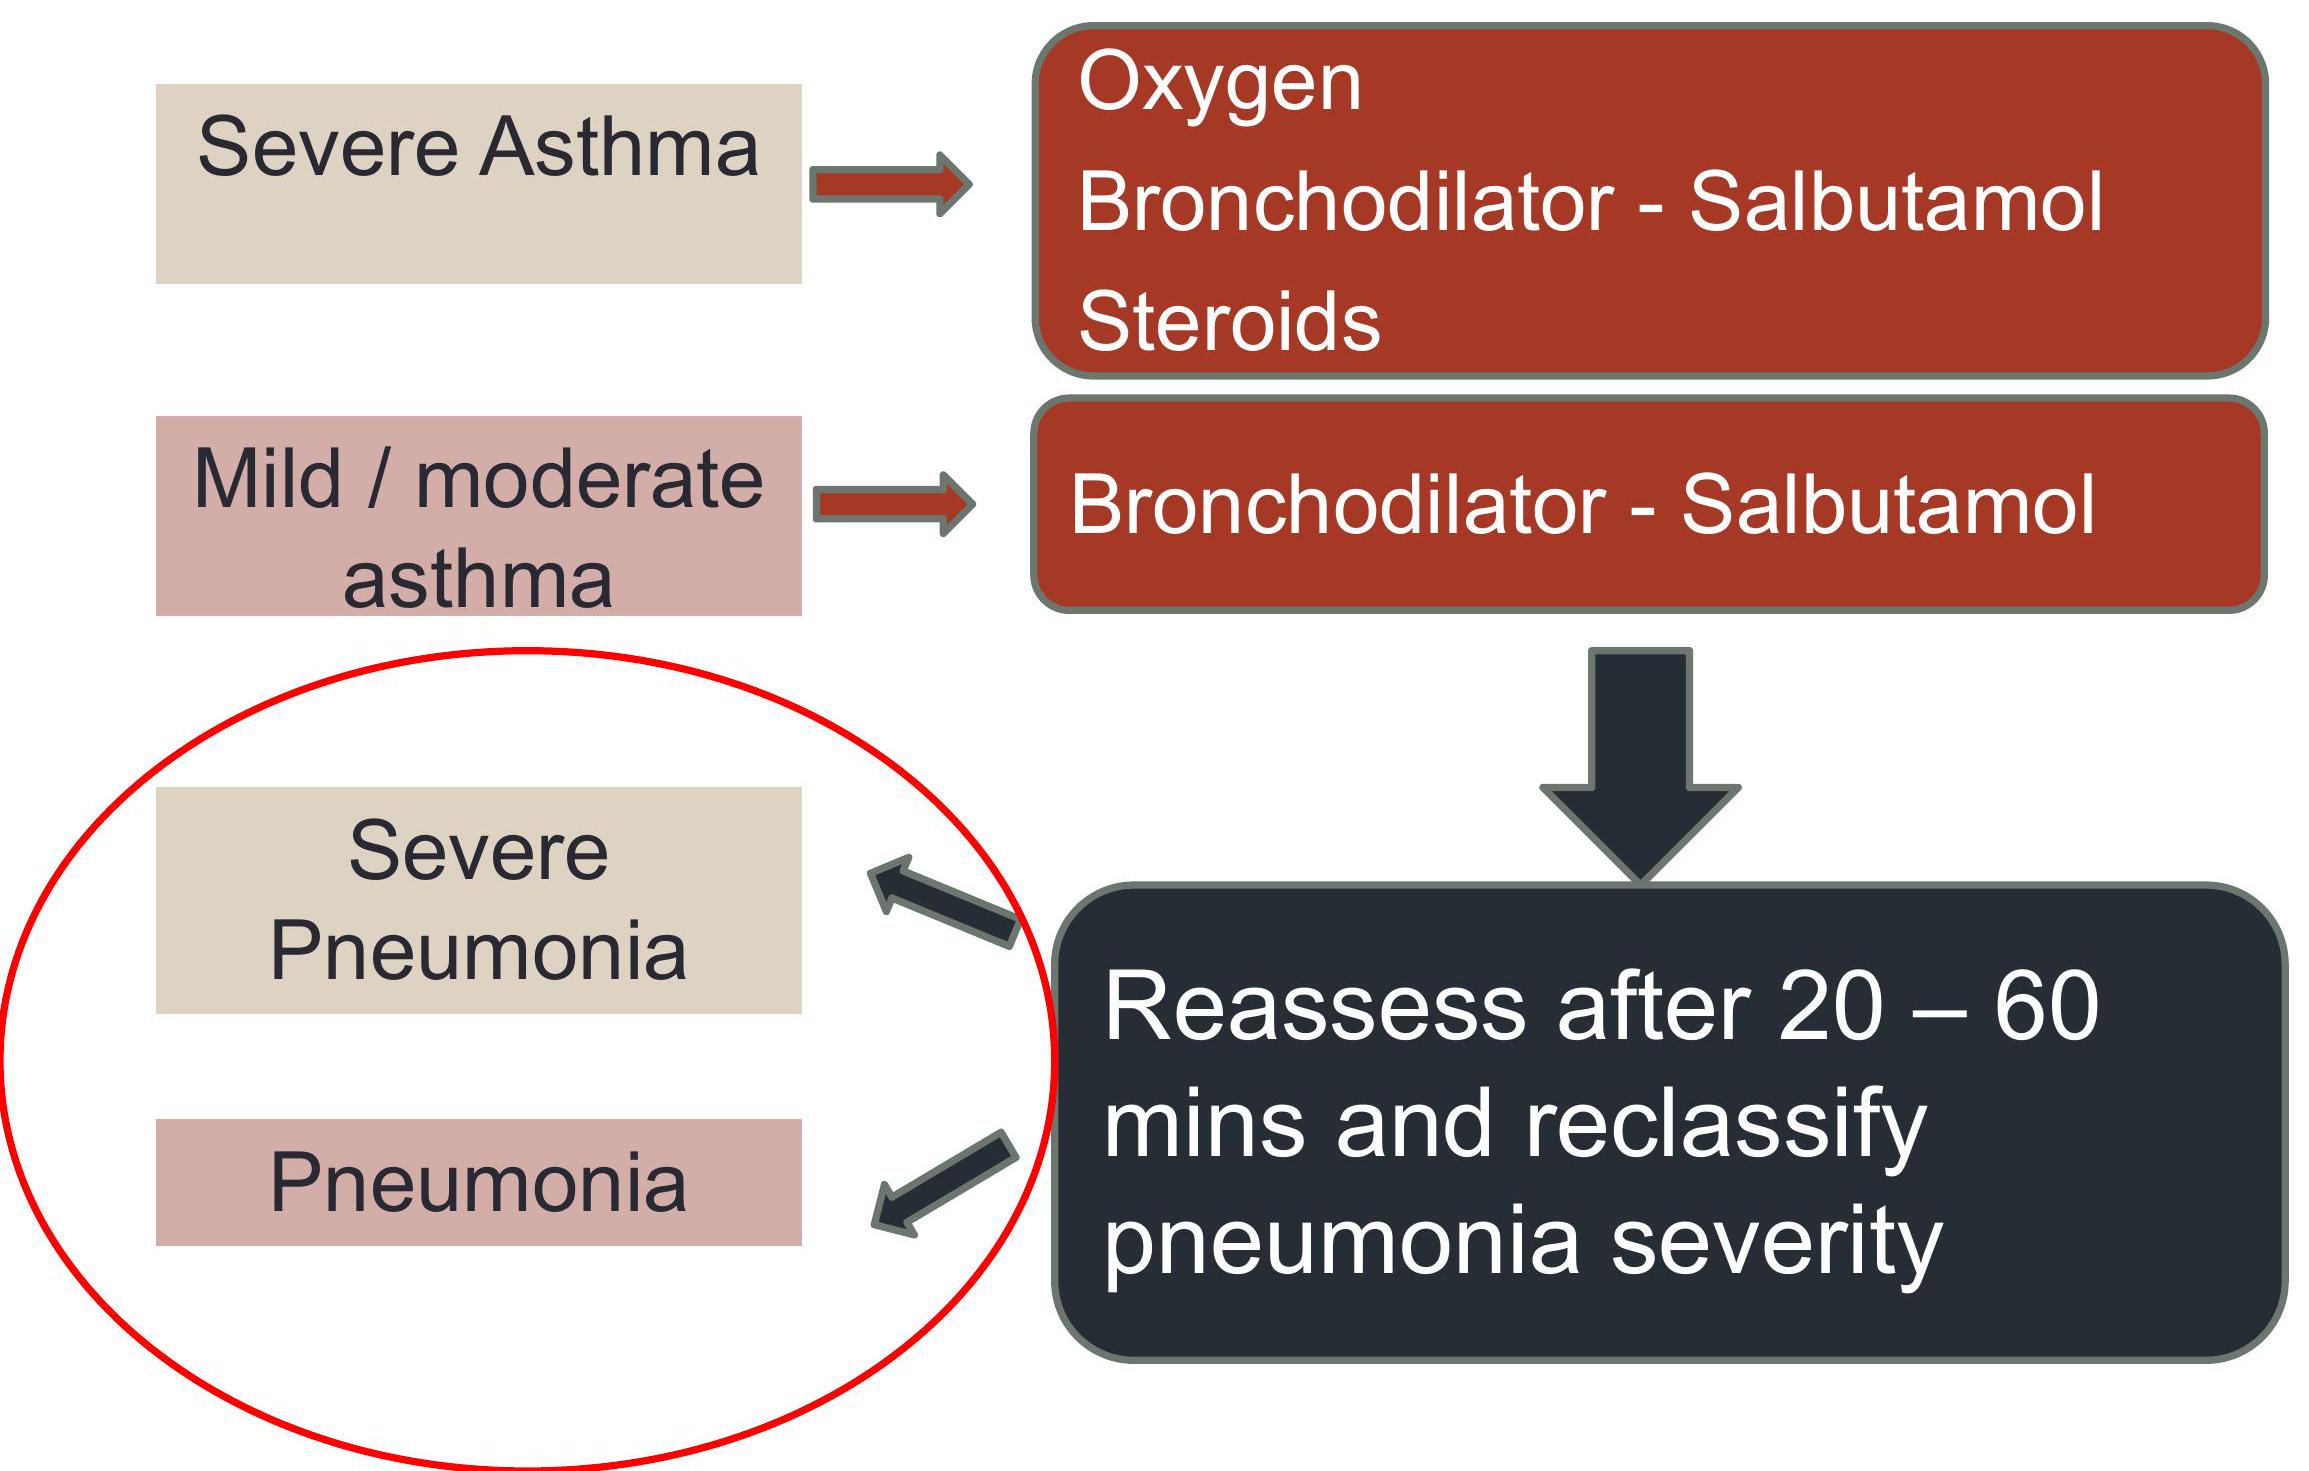 Severe Asthma
Oxygen
Bronchodilator - Salbutamol
Steroids
Mild / moderate
asthma
Bronchodilator - Salbutamol
Severe
Pneumonia
Pneumonia
Reassess after 20 – 60
mins and reclassify
pneumonia severity